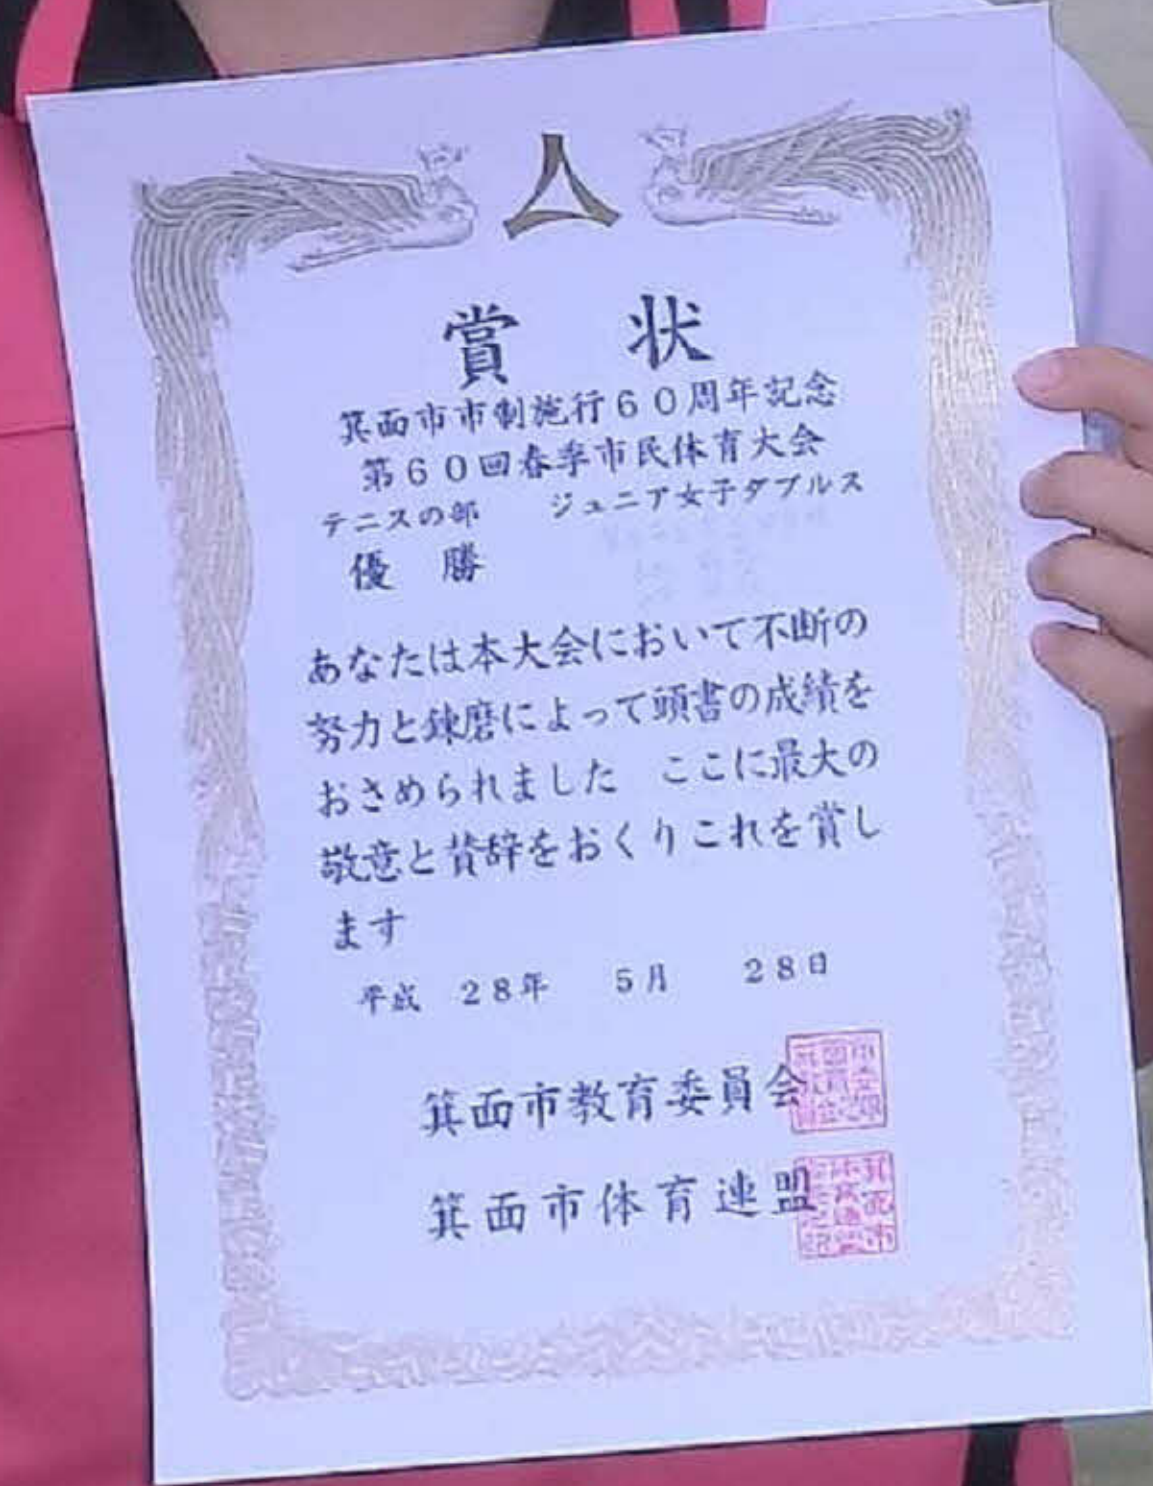 賞状
箕面市市制施行60周年記念
第60回春季市民体育大会
テニスの部 ジュニア女子ダブルス
優勝
あなたは本大会において不断の
努力と錬磨によって頭書の成績を
おさめられました ここに最大の
敬意と賛辞をおくりこれを賞し
ます
平成 28年 5月 28日
箕面市教育委員会
箕面市体育連盟